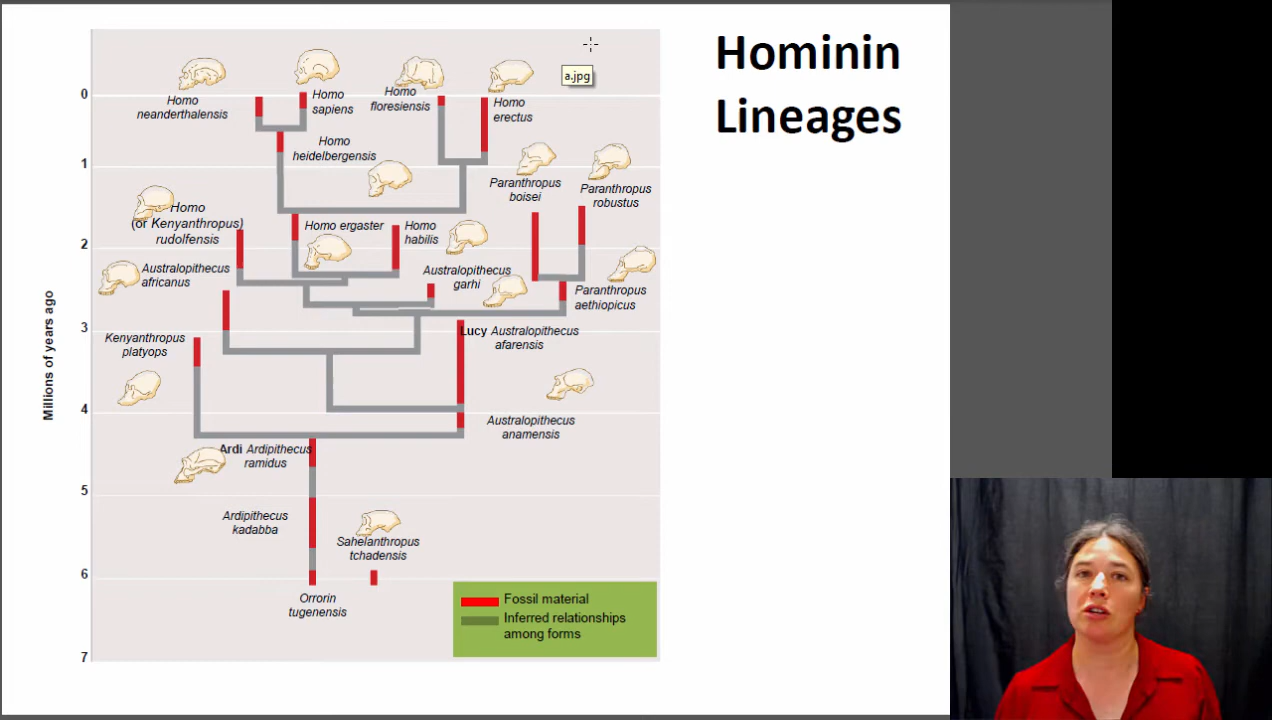 Hominin
Lineages
a.jpg
Millions of years ago
0
1
2
3
4
5
6
7
Homo
neanderthalensis
Homo
sapiens
Homo
floresiensis
Homo
erectus
Homo
heidelbergensis
Paranthropus
boisei
Paranthropus
robustus
Homo
(or Kenyanthropus)
rudolfensis
Homo ergaster
Homo
habilis
Australopithecus
africanus
Australopithecus
garhi
Paranthropus
aethiopicus
Kenyanthropus
platyops
Lucy Australopithecus
afarensis
Australopithecus
anamensis
Ardi Ardipithecus
ramidus
Ardipithecus
kadabba
Sahelanthropus
tchadensis
Orrorin
tugenensis
Fossil material
Inferred relationships
among forms